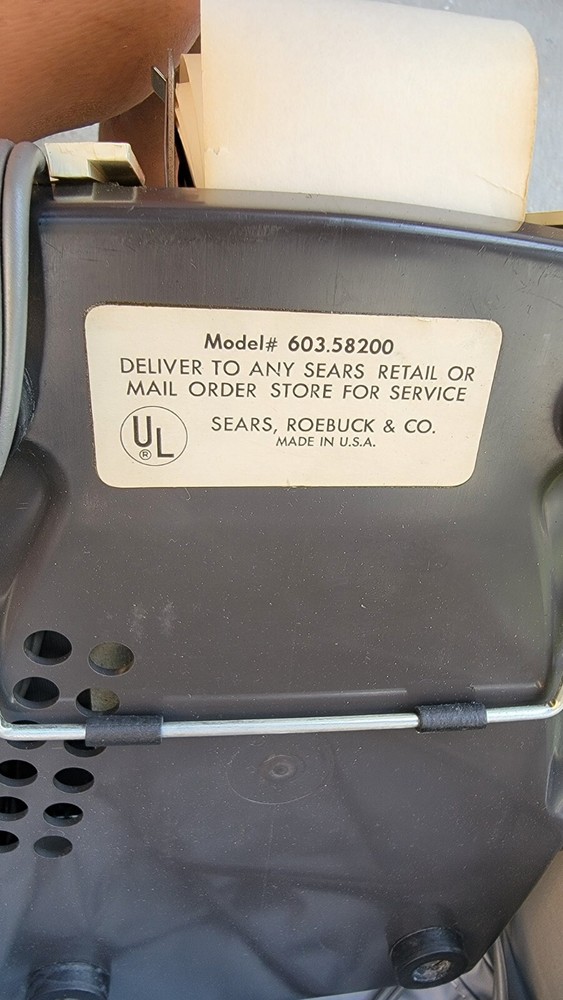 Model# 603.58200
DELIVER TO ANY SEARS RETAIL OR
MAIL ORDER STORE FOR SERVICE
UL
®
SEARS, ROEBUCK & CO.
MADE IN U.S.A.